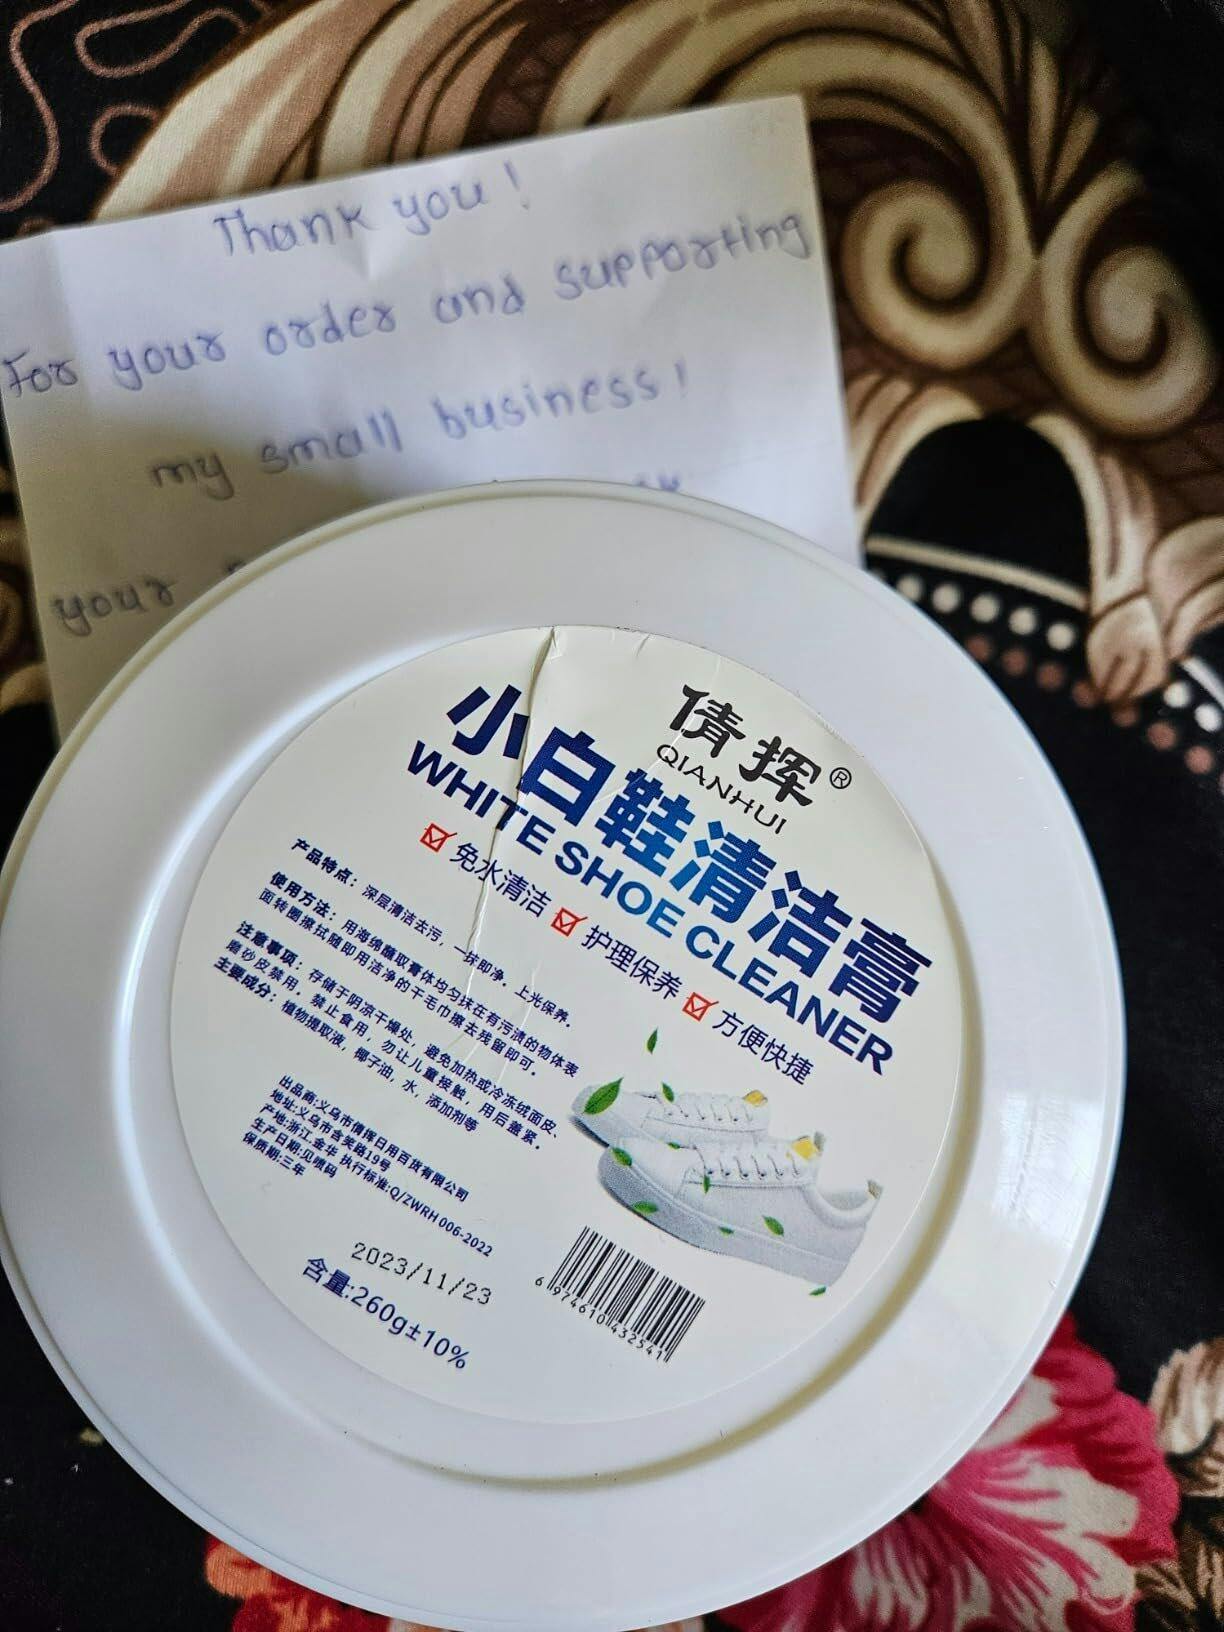 Thank you!
For your order and supporting
my small business!
your
倩挥®
QIANHUI
小白鞋清洁膏
WHITE SHOE CLEANER
免水清洁 护理保养 方便快捷
产品特点：深层清洁去污，一抹即净。上光保养。
使用方法：用海绵蘸取膏体均匀抹在有污渍的物体表
面转圈擦拭随即用洁净的干毛巾擦去残留即可。
注意事项：存储于阴凉干燥处，避免加热或冷冻绒面皮、
磨砂皮禁用。禁止食用，勿让儿童接触，用后盖紧。
主要成分：植物提取液，椰子油，水，添加剂等
出品商:义乌市倩挥日用百货有限公司
地址:义乌市含笑路19号
产地:浙江.金华 执行标准:Q/ZWRH 006-2022
生产日期:见喷码
保质期:三年
2023/11/23
含量:260g±10%
6 974610 432541